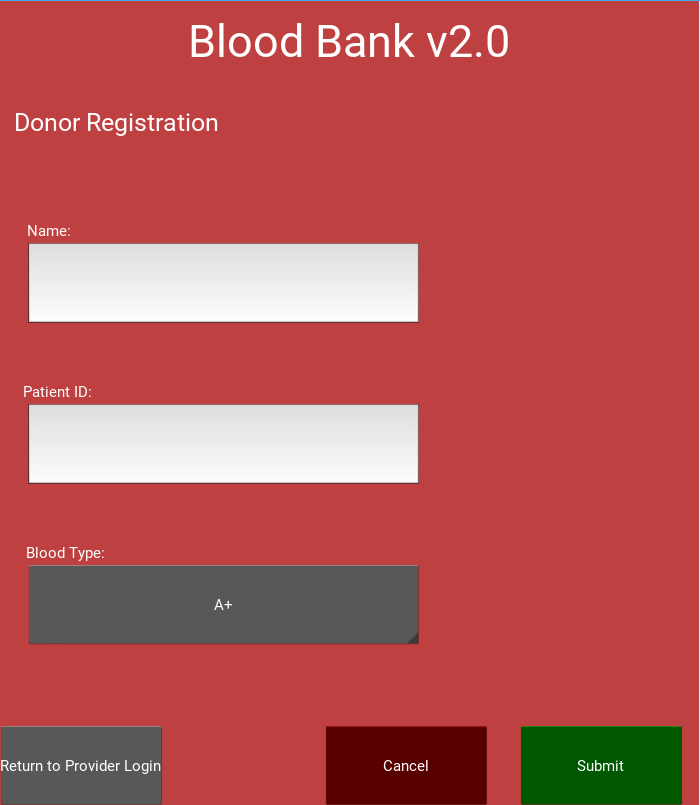 Blood Bank v2.0
Donor Registration
Name:
Patient ID:
Blood Type:
A+
Return to Provider Login
Cancel
Submit